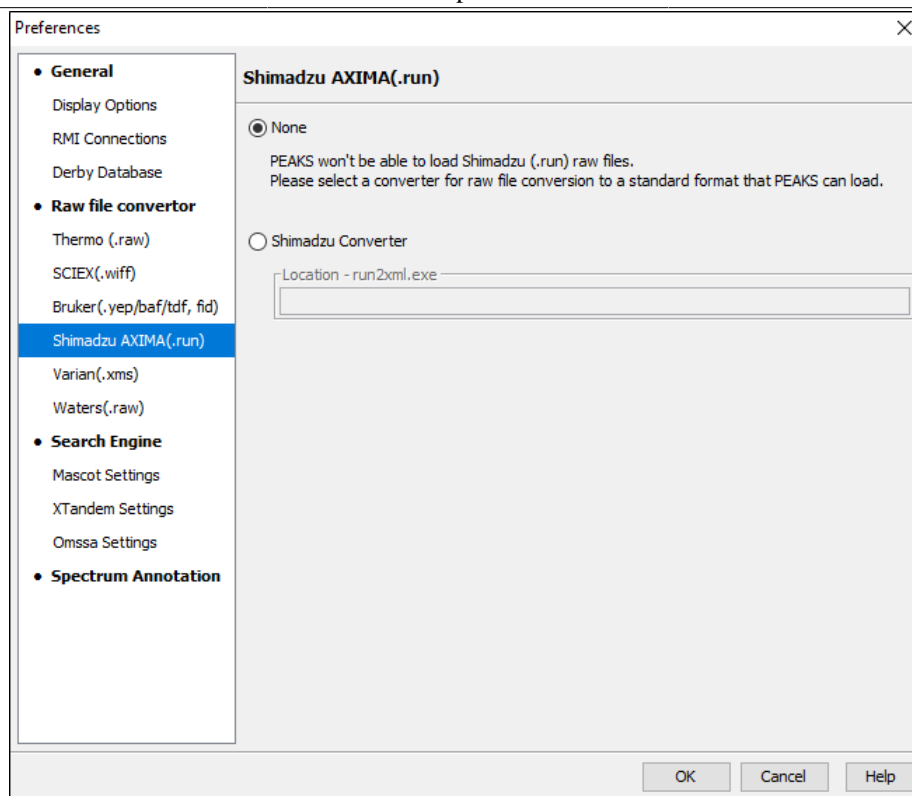 Preferences
• General
Display Options
RMI Connections
Derby Database
• Raw file convertor
Thermo (.raw)
SCIEX(.wiff)
Bruker(.yep/baf/tdf, fid)
Shimadzu AXIMA(.run)
Varian(.xms)
Waters(.raw)
• Search Engine
Mascot Settings
XTandem Settings
Omssa Settings
• Spectrum Annotation
Shimadzu AXIMA(.run)
None
PEAKS won't be able to load Shimadzu (.run) raw files.
Please select a converter for raw file conversion to a standard format that PEAKS can load.
Shimadzu Converter
Location - run2xml.exe
OK
Cancel
Help